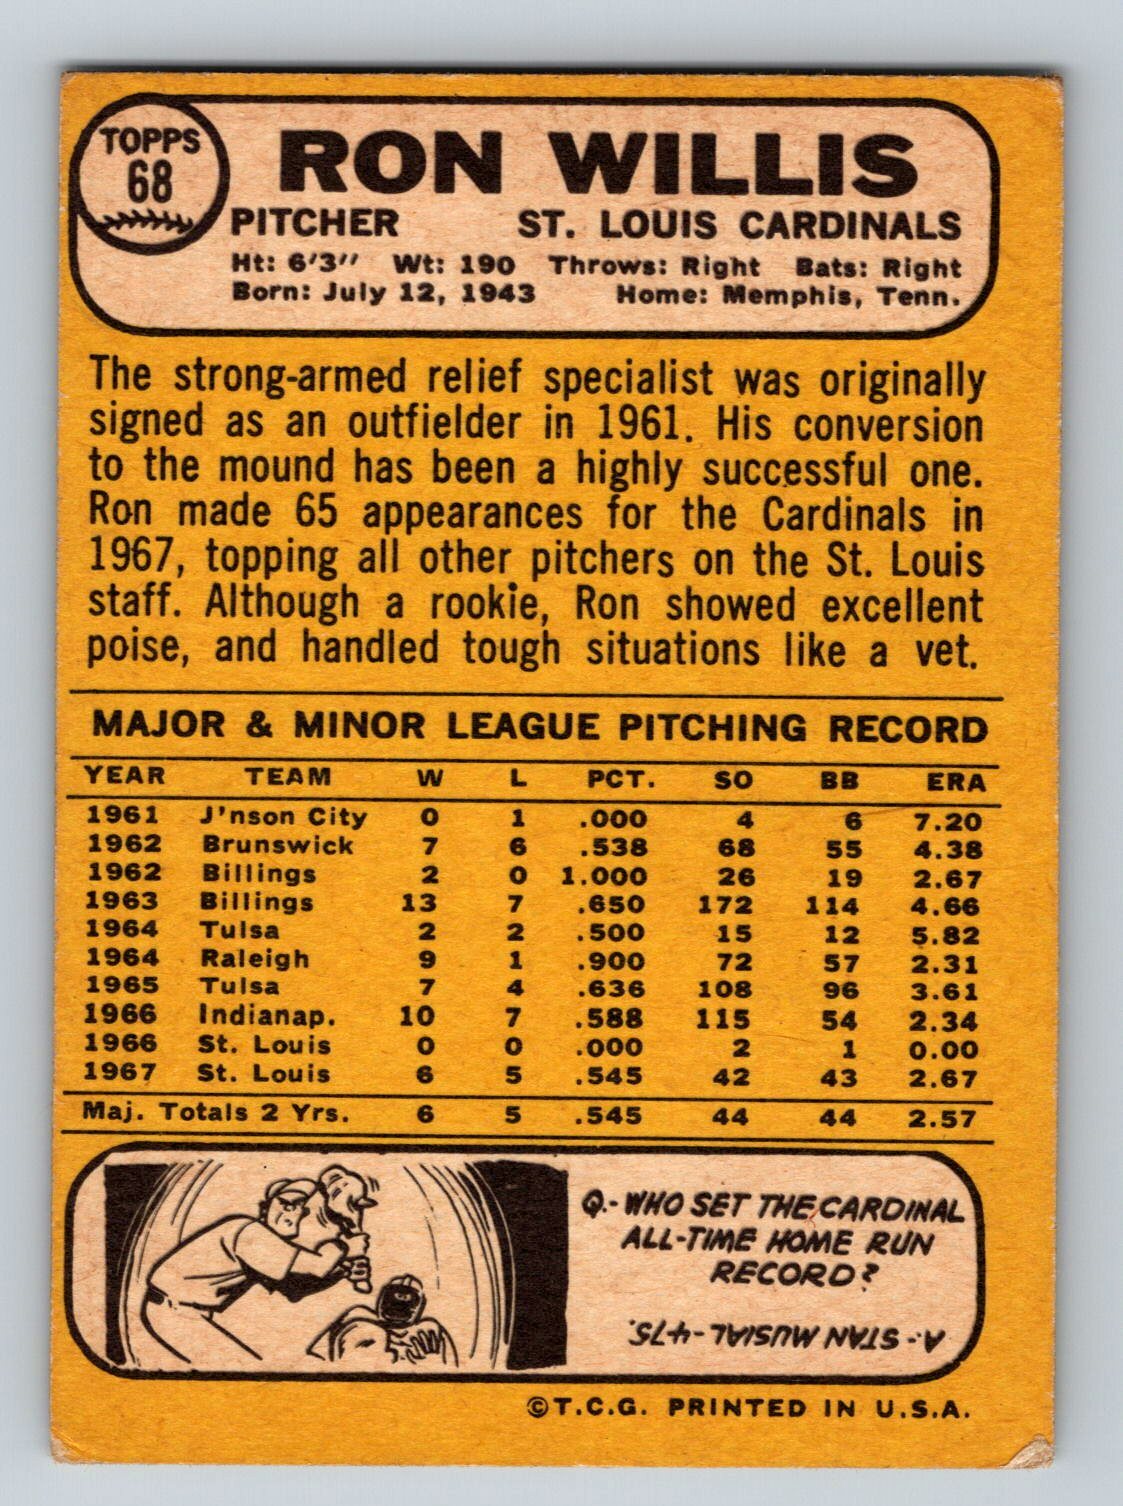 TOPPS
68
RON WILLIS
PITCHER ST. LOUIS CARDINALS
Ht: 6'3" Wt: 190 Throws: Right Bats: Right
Born: July 12, 1943 Home: Memphis, Tenn.
The strong-armed relief specialist was originally
signed as an outfielder in 1961. His conversion
to the mound has been a highly successful one.
Ron made 65 appearances for the Cardinals in
1967, topping all other pitchers on the St. Louis
staff. Although a rookie, Ron showed excellent
poise, and handled tough situations like a vet.
MAJOR & MINOR LEAGUE PITCHING RECORD
YEAR TEAM W L PCT. SO BB ERA
1961 J'nson City 0 1 .000 4 6 7.20
1962 Brunswick 7 6 .538 68 55 4.38
1962 Billings 2 0 1.000 26 19 2.67
1963 Billings 13 7 .650 172 114 4.66
1964 Tulsa 2 2 .500 15 12 5.82
1964 Raleigh 9 1 .900 72 57 2.31
1965 Tulsa 7 4 .636 108 96 3.61
1966 Indianap. 10 7 .588 115 54 2.34
1966 St. Louis 0 0 .000 2 1 0.00
1967 St. Louis 6 5 .545 42 43 2.67
Maj. Totals 2 Yrs. 6 5 .545 44 44 2.57
Q.- WHO SET THE CARDINAL
ALL-TIME HOME RUN
RECORD?
A.- STAN MUSIAL - 475.
©T.C.G. PRINTED IN U.S.A.